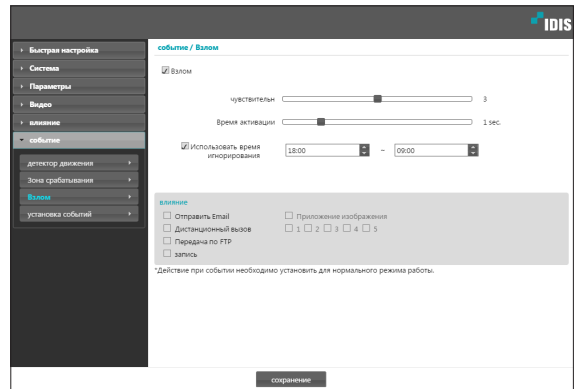 IDIS
Быстрая настройка
Система
Параметры
Видео
влияние
событие
детектор движения
Зона срабатывания
Взлом
установка событий
событие / Взлом
Взлом
чувствительн 3
Время активации 1 sec.
Использовать время
игнорирования
18:00 ~ 09:00
влияние
Отправить Email
Приложение изображения
Дистанционный вызов
1 2 3 4 5
Передача по FTP
запись
*Действие при событии необходимо установить для нормального режима работы.
сохранение